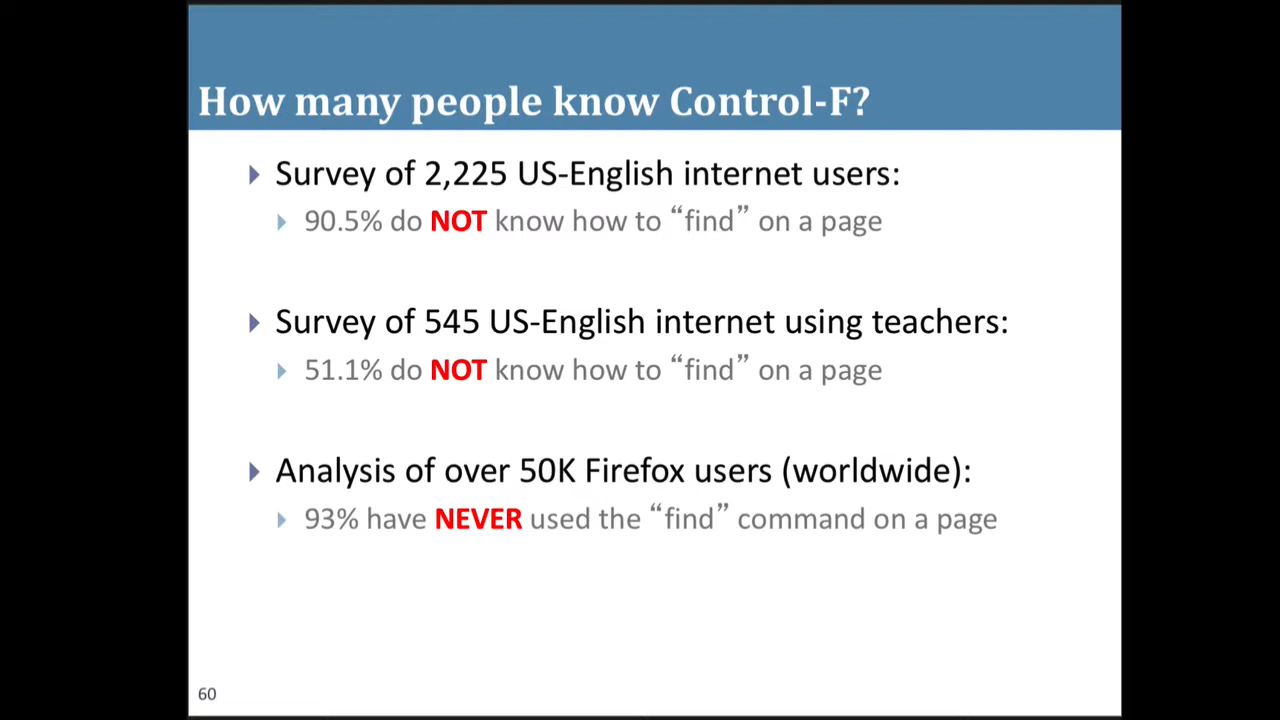 How many people know Control-F?
Survey of 2,225 US-English internet users:
90.5% do NOT know how to “find” on a page
Survey of 545 US-English internet using teachers:
51.1% do NOT know how to “find” on a page
Analysis of over 50K Firefox users (worldwide):
93% have NEVER used the “find” command on a page
60